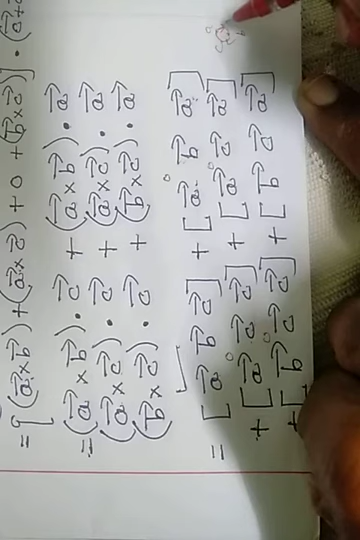 = [(a⃗×b⃗) + (a⃗×c⃗) + 0 + (b⃗×c⃗)] · (a⃗+c⃗
= (a⃗×b⃗)·c⃗ + (a⃗×b⃗)·a⃗
(a⃗×c⃗)·c⃗ + (a⃗×c⃗)·a⃗
(b⃗×c⃗)·c⃗ + (b⃗×c⃗)·a⃗
= [a⃗ b⃗ c⃗] + [a⃗ b⃗ a⃗]
+ [a⃗ c⃗ c⃗] + [a⃗ c⃗ a⃗]
+ [b⃗ c⃗ c⃗] + [b⃗ c⃗ a⃗]